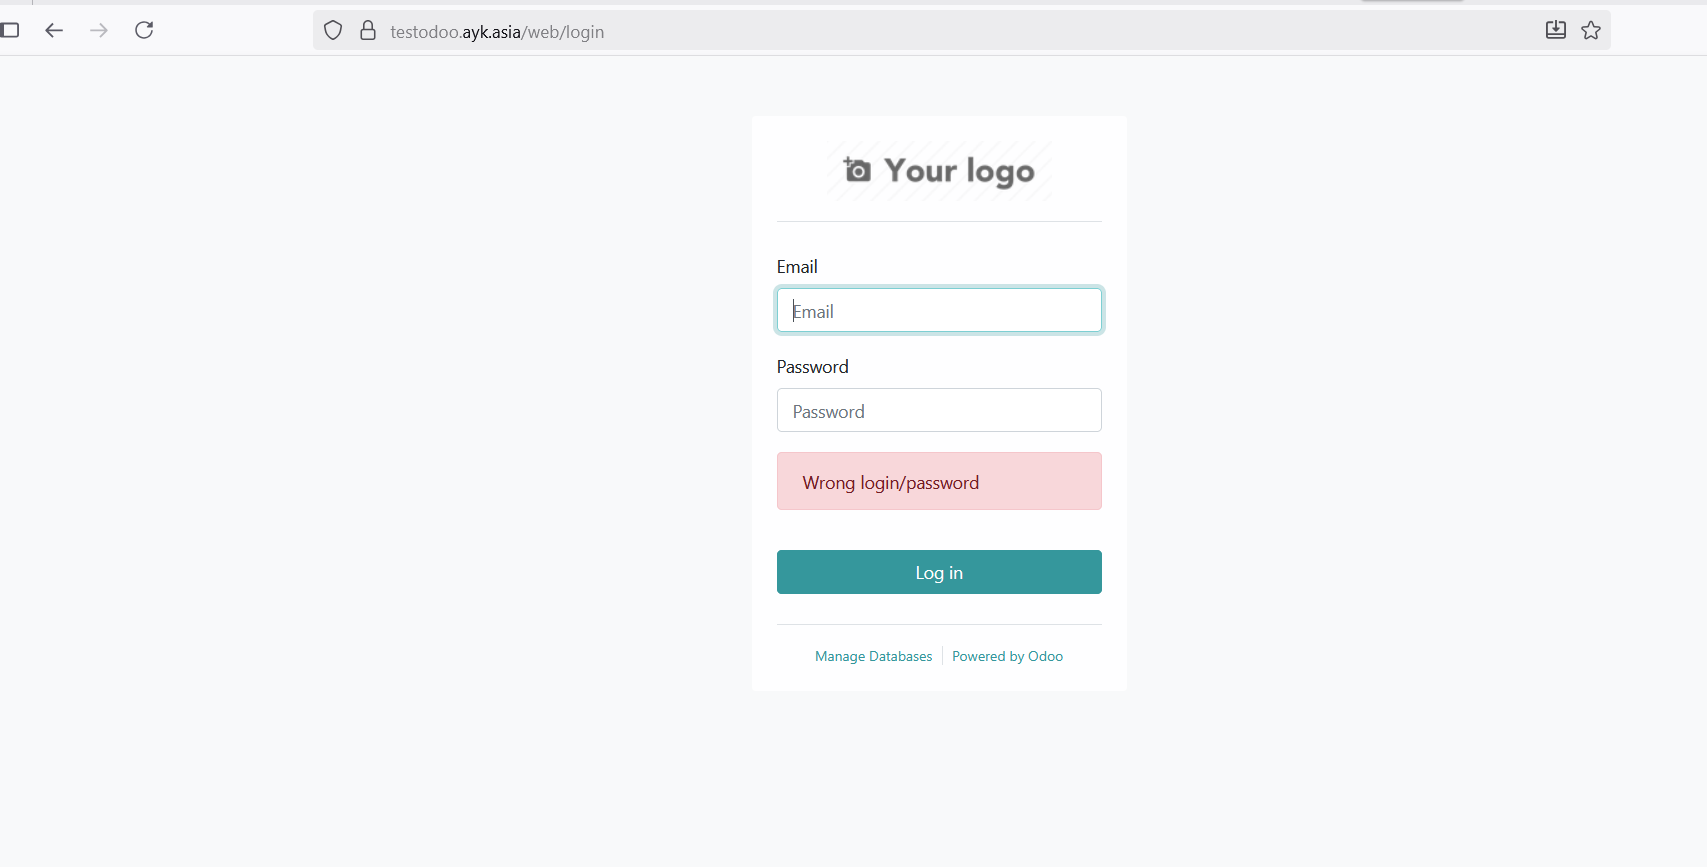 testodoo.ayk.asia/web/login
Your logo
Email
Email
Password
Password
Wrong login/password
Log in
Manage Databases
Powered by Odoo